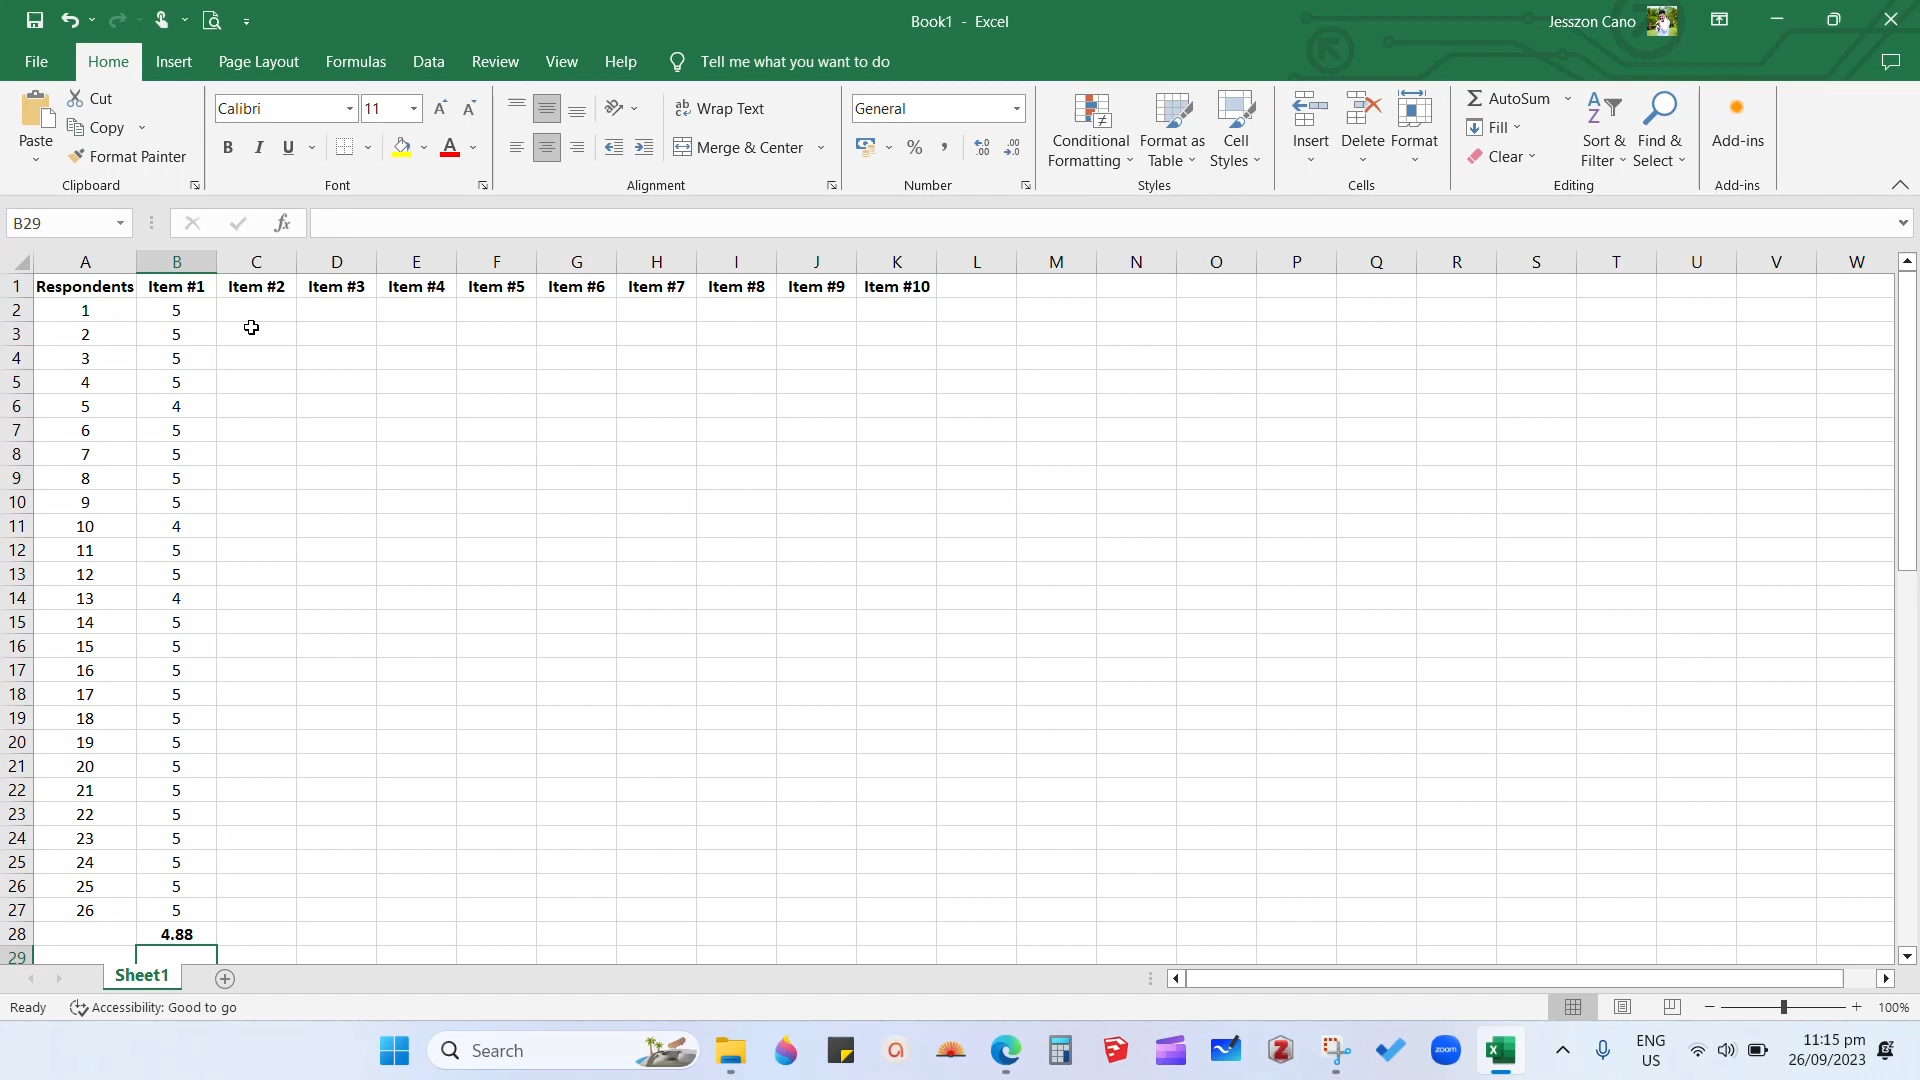 Book1 - Excel
Jesszon Cano
File Home Insert Page Layout Formulas Data Review View Help Tell me what you want to do
Paste
Cut
Copy
Format Painter
Clipboard
Calibri 11
B I U
Font
Wrap Text
Merge & Center
Alignment
General
Number
Conditional Formatting
Format as Table
Cell Styles
Styles
Insert Delete Format
Cells
AutoSum
Fill
Clear
Sort & Filter
Find & Select
Editing
Add-ins
Add-ins
B29
fx
A B C D E F G H I J K L M N O P Q R S T U V W
1 Respondents Item #1 Item #2 Item #3 Item #4 Item #5 Item #6 Item #7 Item #8 Item #9 Item #10
2 1 5
3 2 5
4 3 5
5 4 5
6 5 4
7 6 5
8 7 5
9 8 5
10 9 5
11 10 4
12 11 5
13 12 5
14 13 4
15 14 5
16 15 5
17 16 5
18 17 5
19 18 5
20 19 5
21 20 5
22 21 5
23 22 5
24 23 5
25 24 5
26 25 5
27 26 5
28 4.88
29
Sheet1
Ready Accessibility: Good to go 100%
Search
zoom
ENG
US
11:15 pm
26/09/2023